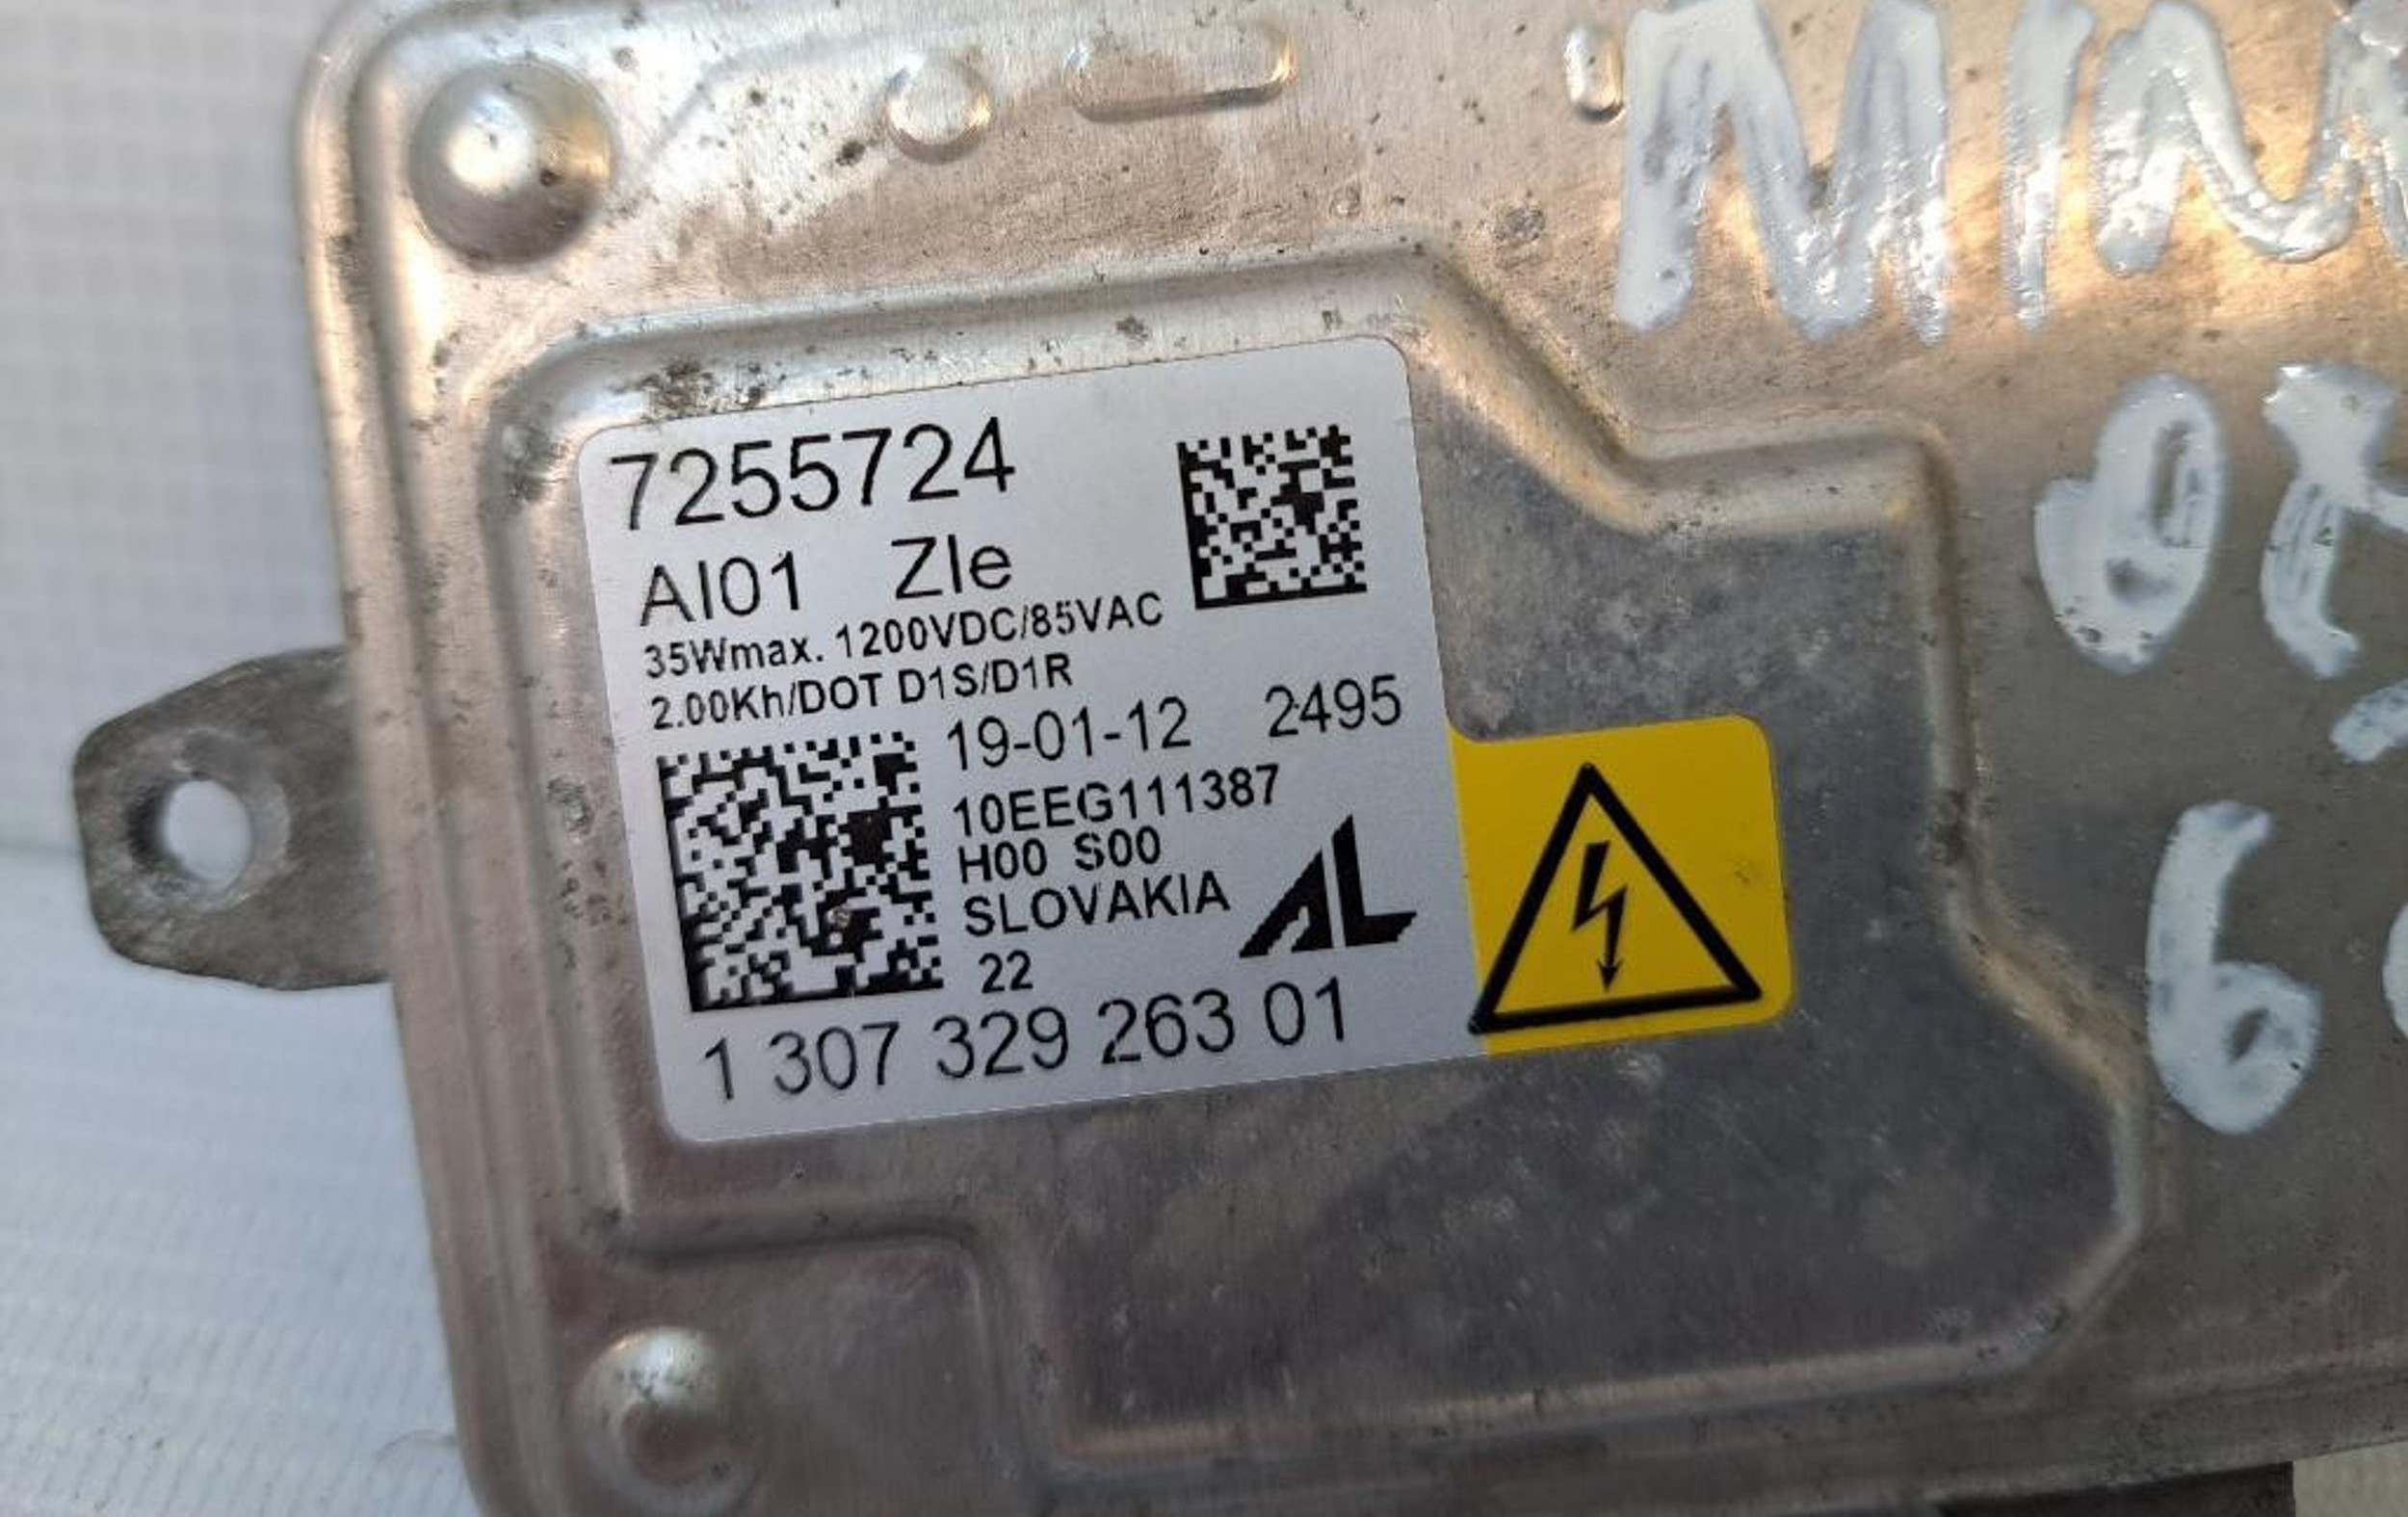 7255724
AI01 Zle
35Wmax. 1200VDC/85VAC
2.00Kh/DOT D1S/D1R
19-01-12 2495
10EEG111387
H00 S00
SLOVAKIA
AL
22
1 307 329 263 01